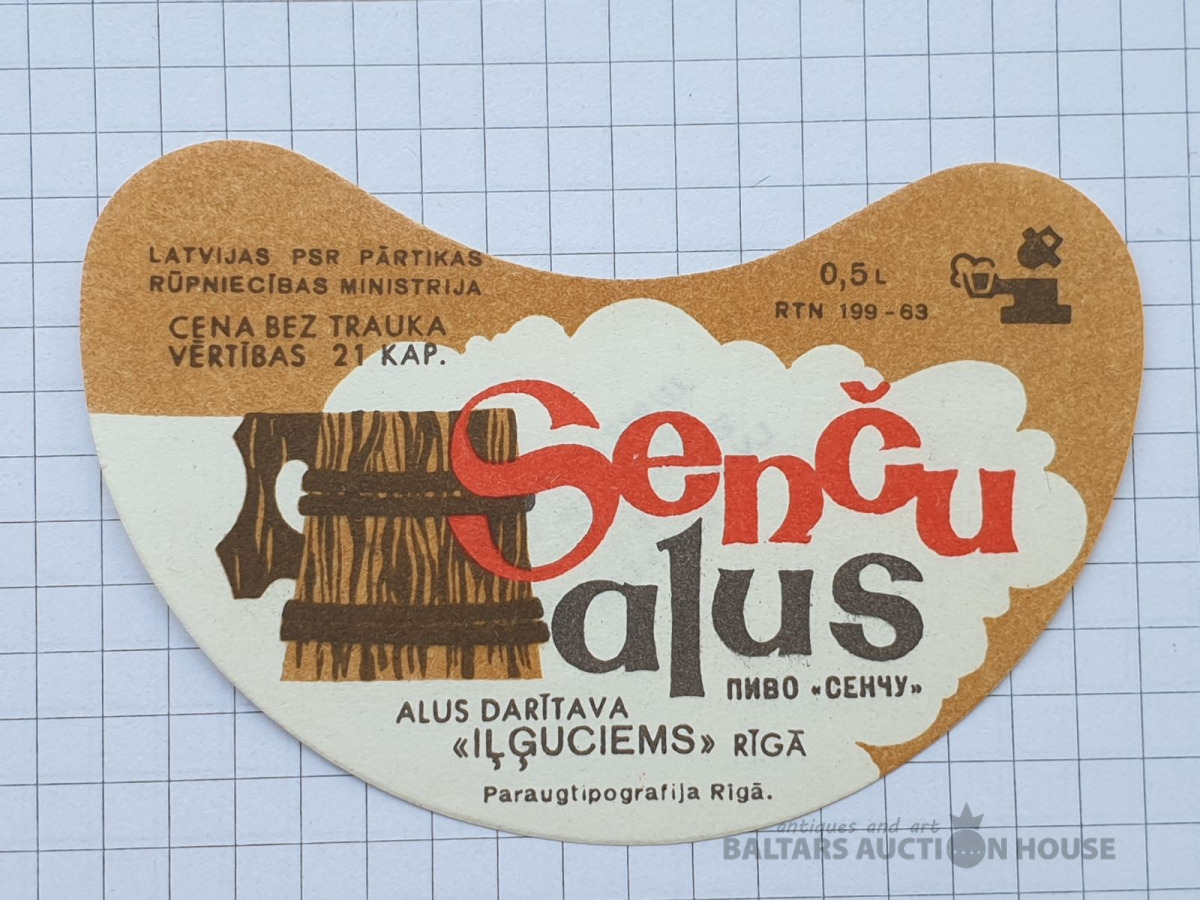 LATVIJAS PSR PĀRTIKAS
RŪPNIECĪBAS MINISTRIJA
CENA BEZ TRAUKA
VĒRTĪBAS 21 KAP.
0,5 L
RTN 199-63
Senču
alus
ПИВО «СЕНЧУ»
ALUS DARĪTAVA
«IĻĢUCIEMS» RĪGĀ
Paraugtipografija Rīgā.
antiques and art
BALTARS AUCTION HOUSE